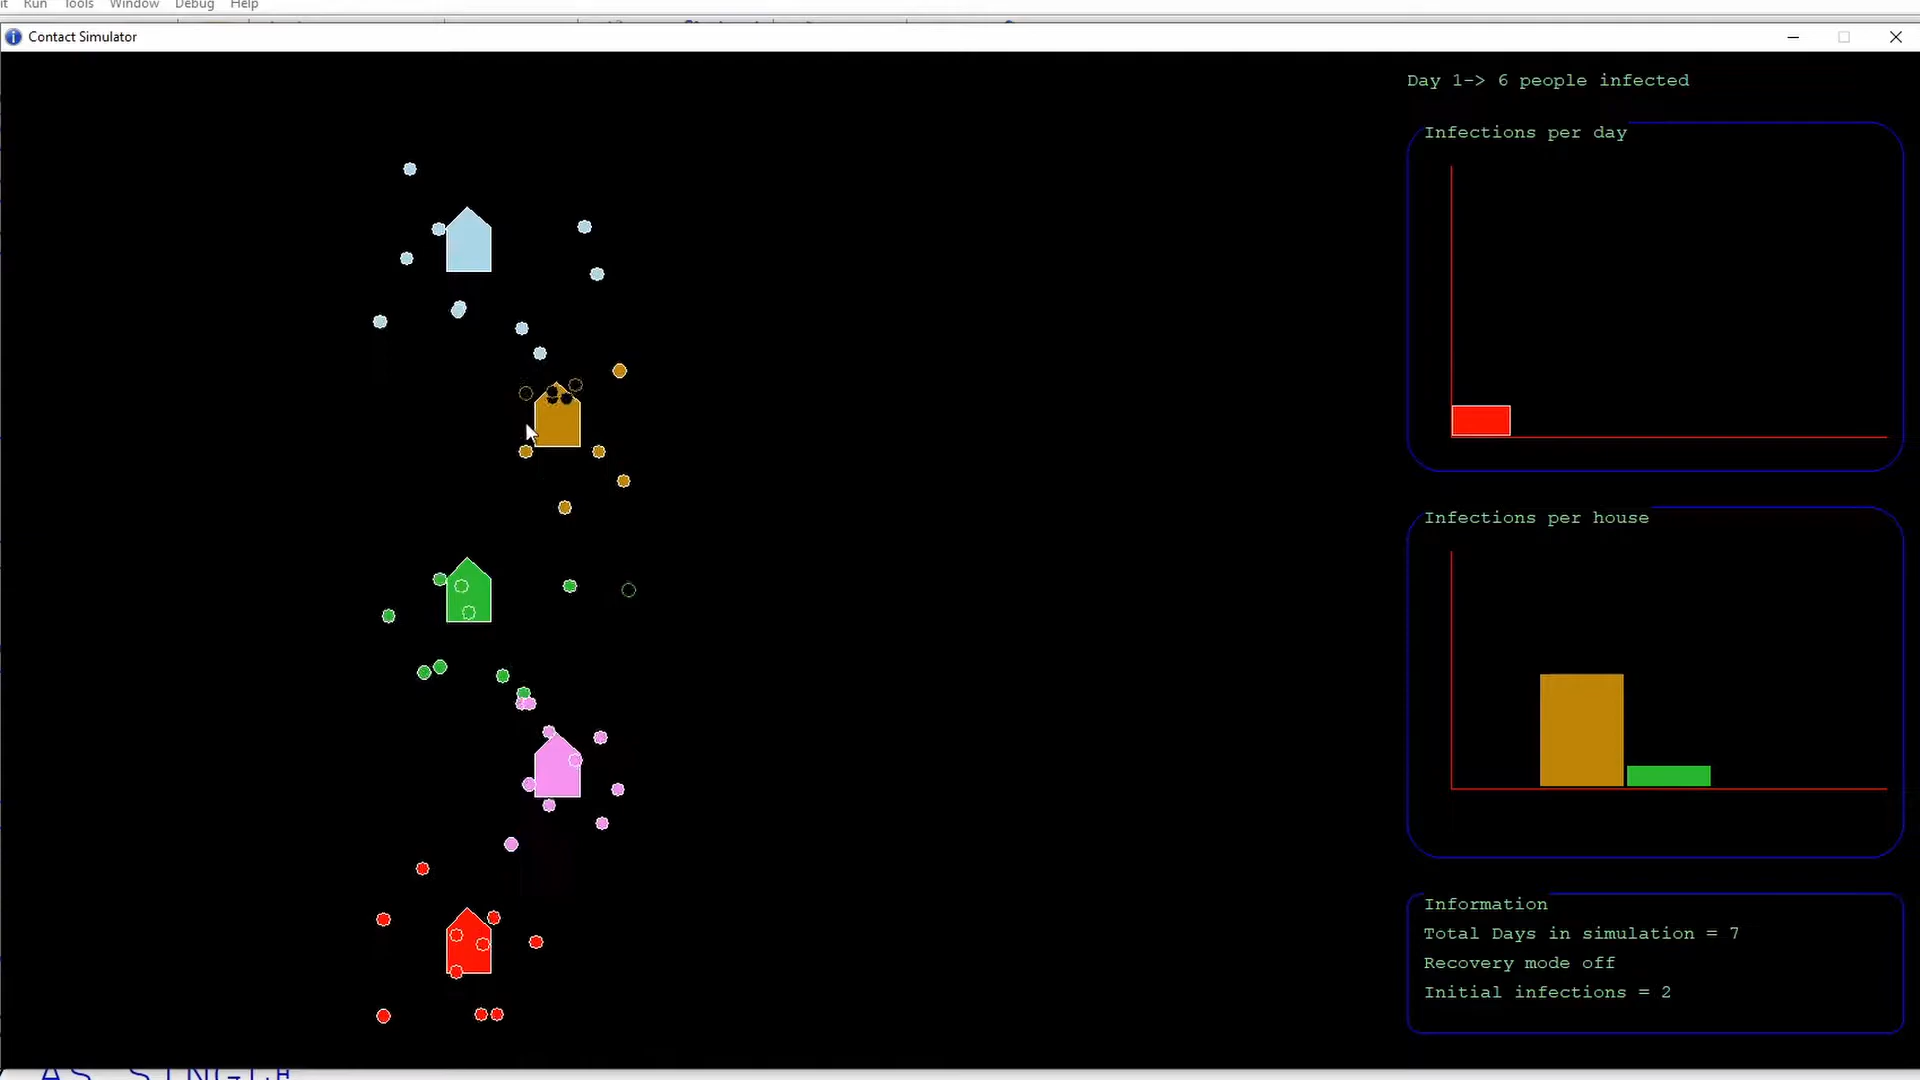 Run Tools Window Debug Help
Contact Simulator
Day 1-> 6 people infected
Infections per day
Infections per house
Information
Total Days in simulation = 7
Recovery mode off
Initial infections = 2
AS